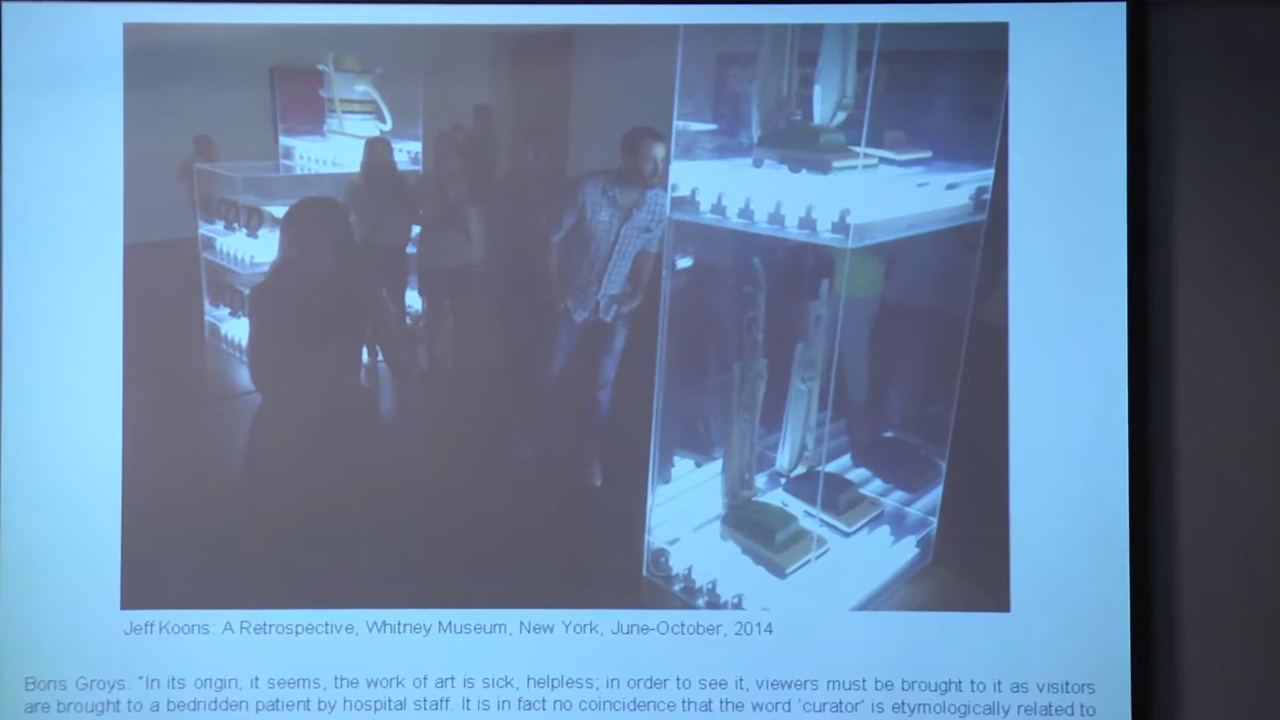 Jeff Koons: A Retrospective, Whitney Museum, New York, June-October, 2014
Boris Groys: "In its origin, it seems, the work of art is sick, helpless; in order to see it, viewers must be brought to it as visitors
are brought to a bedridden patient by hospital staff. It is in fact no coincidence that the word 'curator' is etymologically related to